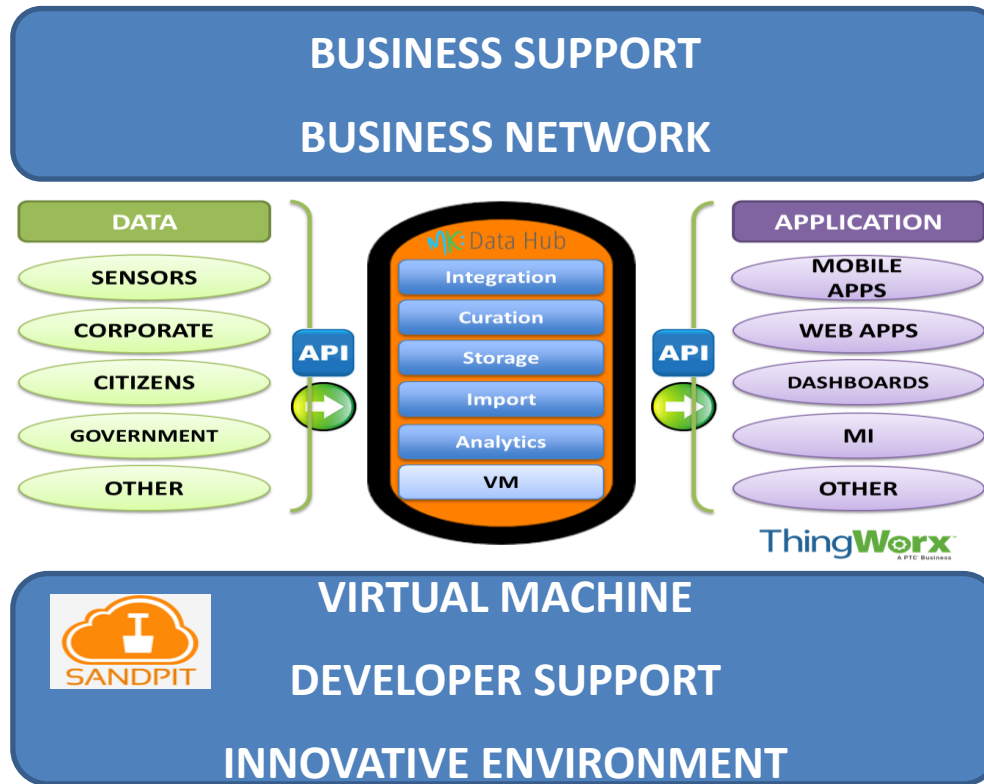 BUSINESS SUPPORT
BUSINESS NETWORK
DATA
SENSORS
CORPORATE
CITIZENS
GOVERNMENT
OTHER
API
Data Hub
Integration
Curation
Storage
Import
Analytics
VM
API
APPLICATION
MOBILE
APPS
WEB APPS
DASHBOARDS
MI
OTHER
ThingWorx
A PTC Business
SANDPIT
VIRTUAL MACHINE
DEVELOPER SUPPORT
INNOVATIVE ENVIRONMENT